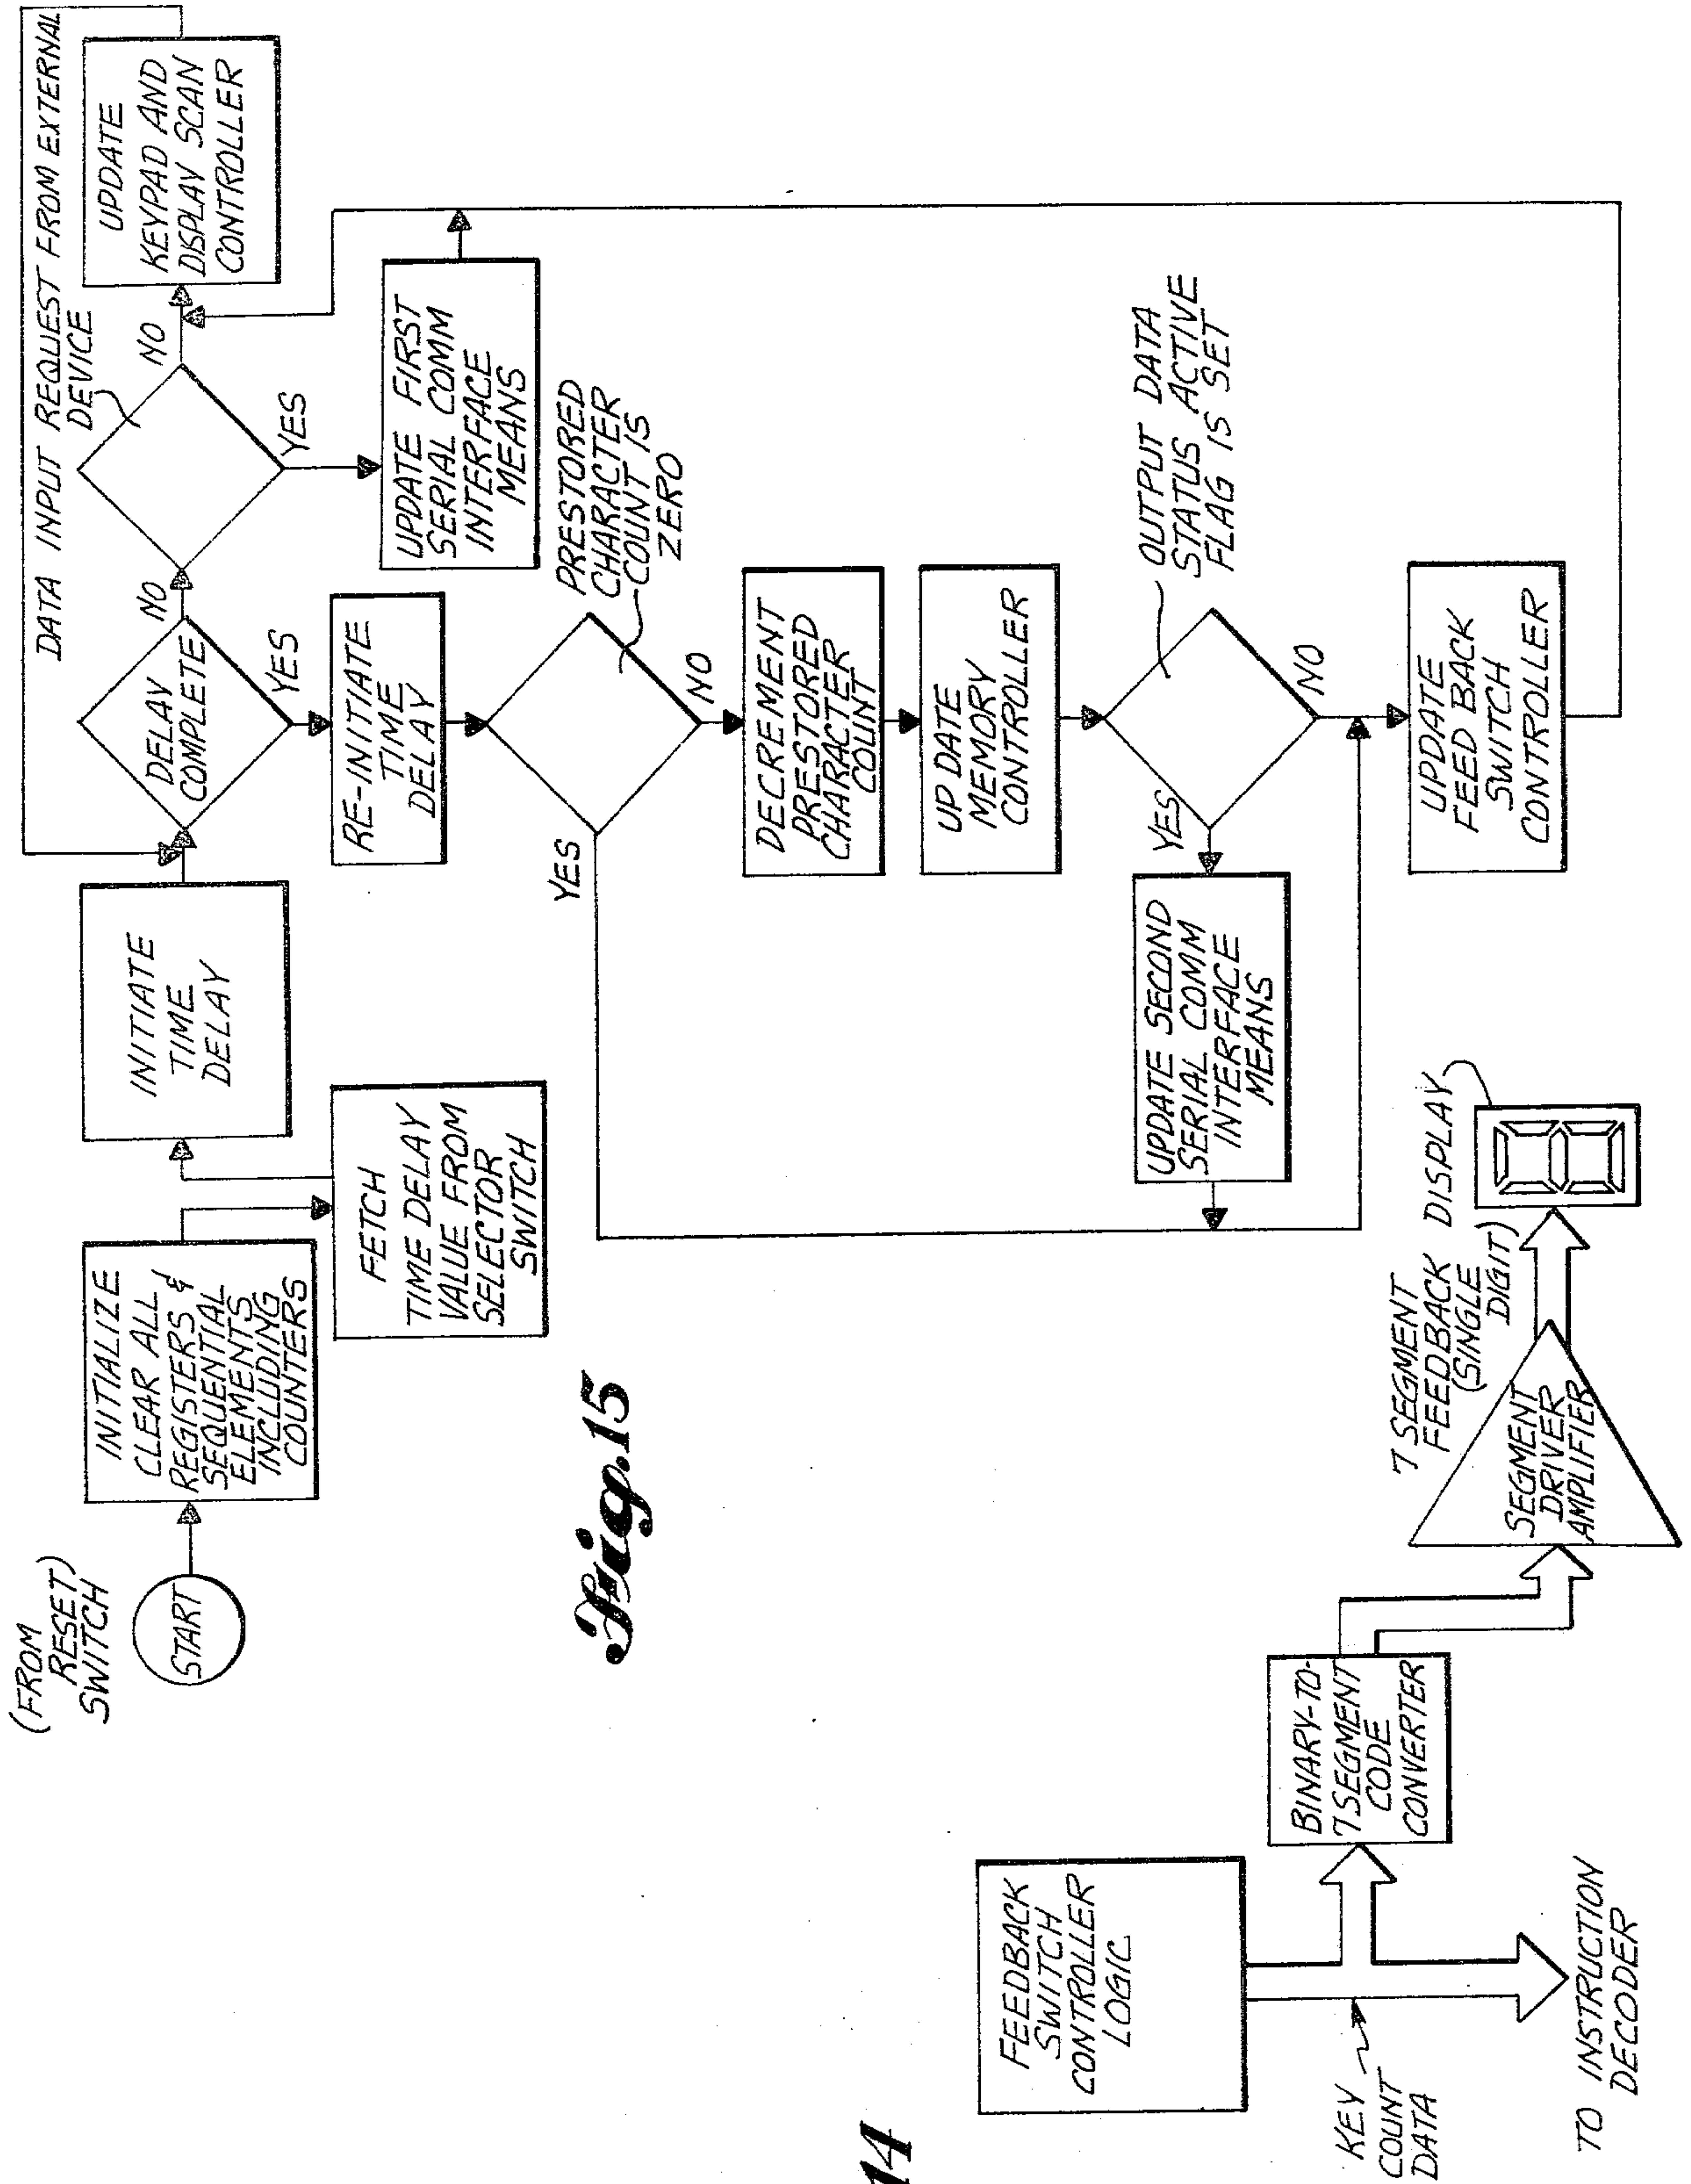 (FROM
RESET)
SWITCH
START
INITIALIZE
CLEAR ALL
REGISTERS &
SEQUENTIAL
ELEMENTS
INCLUDING
COUNTERS
FETCH
TIME DELAY
VALUE FROM
SELECTOR
SWITCH
INITIATE
TIME
DELAY
DELAY
COMPLETE
NO
YES
DATA INPUT REQUEST FROM EXTERNAL
DEVICE
NO
YES
UPDATE
KEYPAD AND
DISPLAY SCAN
CONTROLLER
UPDATE FIRST
SERIAL COMM
INTERFACE
MEANS
RE-INITIATE
TIME
DELAY
PRESTORED
CHARACTER
COUNT IS
ZERO
YES
NO
DECREMENT
PRESTORED
CHARACTER
COUNT
UPDATE
MEMORY
CONTROLLER
OUTPUT DATA
STATUS ACTIVE
FLAG IS SET
YES
NO
UPDATE SECOND
SERIAL COMM
INTERFACE
MEANS
UPDATE
FEED BACK
SWITCH
CONTROLLER
Fig.15
FEEDBACK
SWITCH
CONTROLLER
LOGIC
KEY
COUNT
DATA
TO INSTRUCTION
DECODER
BINARY-TO-
7 SEGMENT
CODE
CONVERTER
SEGMENT
DRIVER
AMPLIFIER
7 SEGMENT
FEEDBACK DISPLAY
(SINGLE
DIGIT)
14